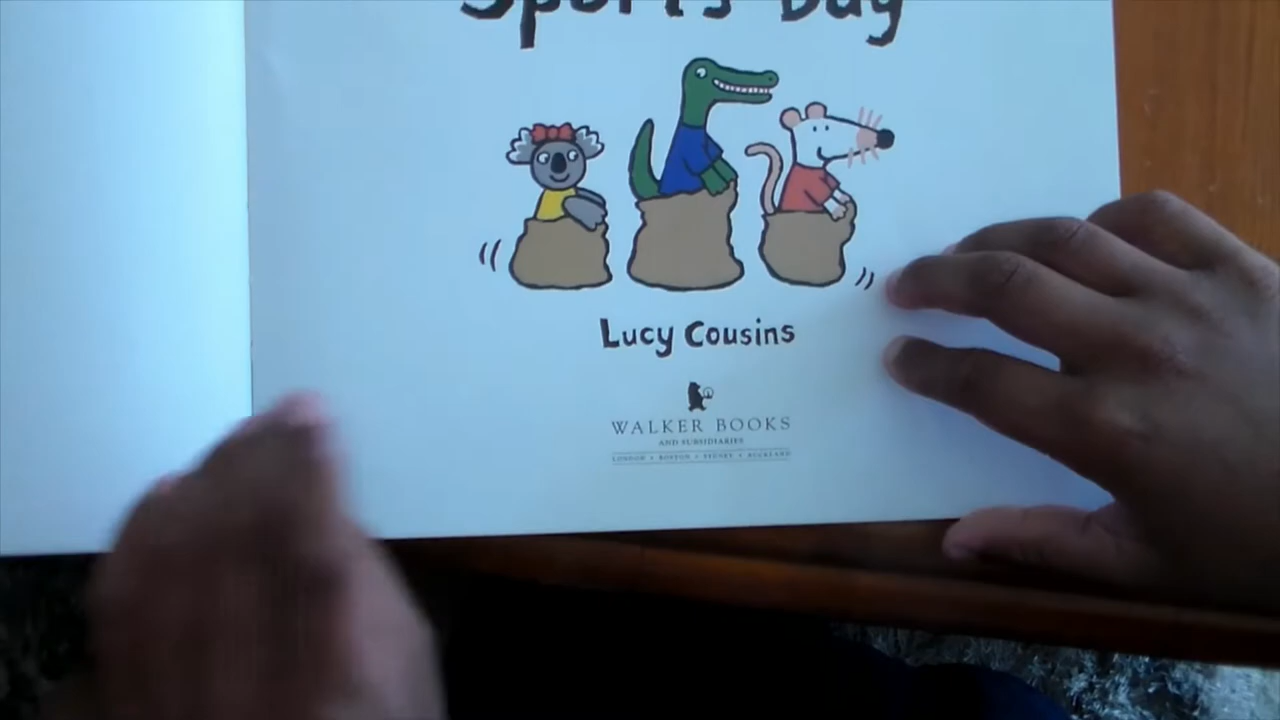 Sports Day
Lucy Cousins
WALKER BOOKS
AND SUBSIDIARIES
LONDON • BOSTON • SYDNEY • AUCKLAND